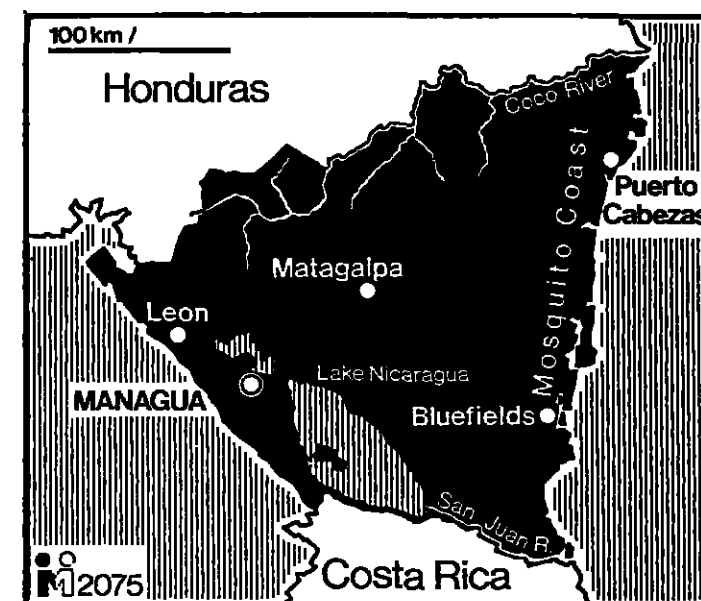 100 km /
Honduras
Coco River
Mosquito Coast
Puerto
Cabezas
Matagalpa
Leon
Lake Nicaragua
MANAGUA
Bluefields
San Juan R.
Costa Rica
2075